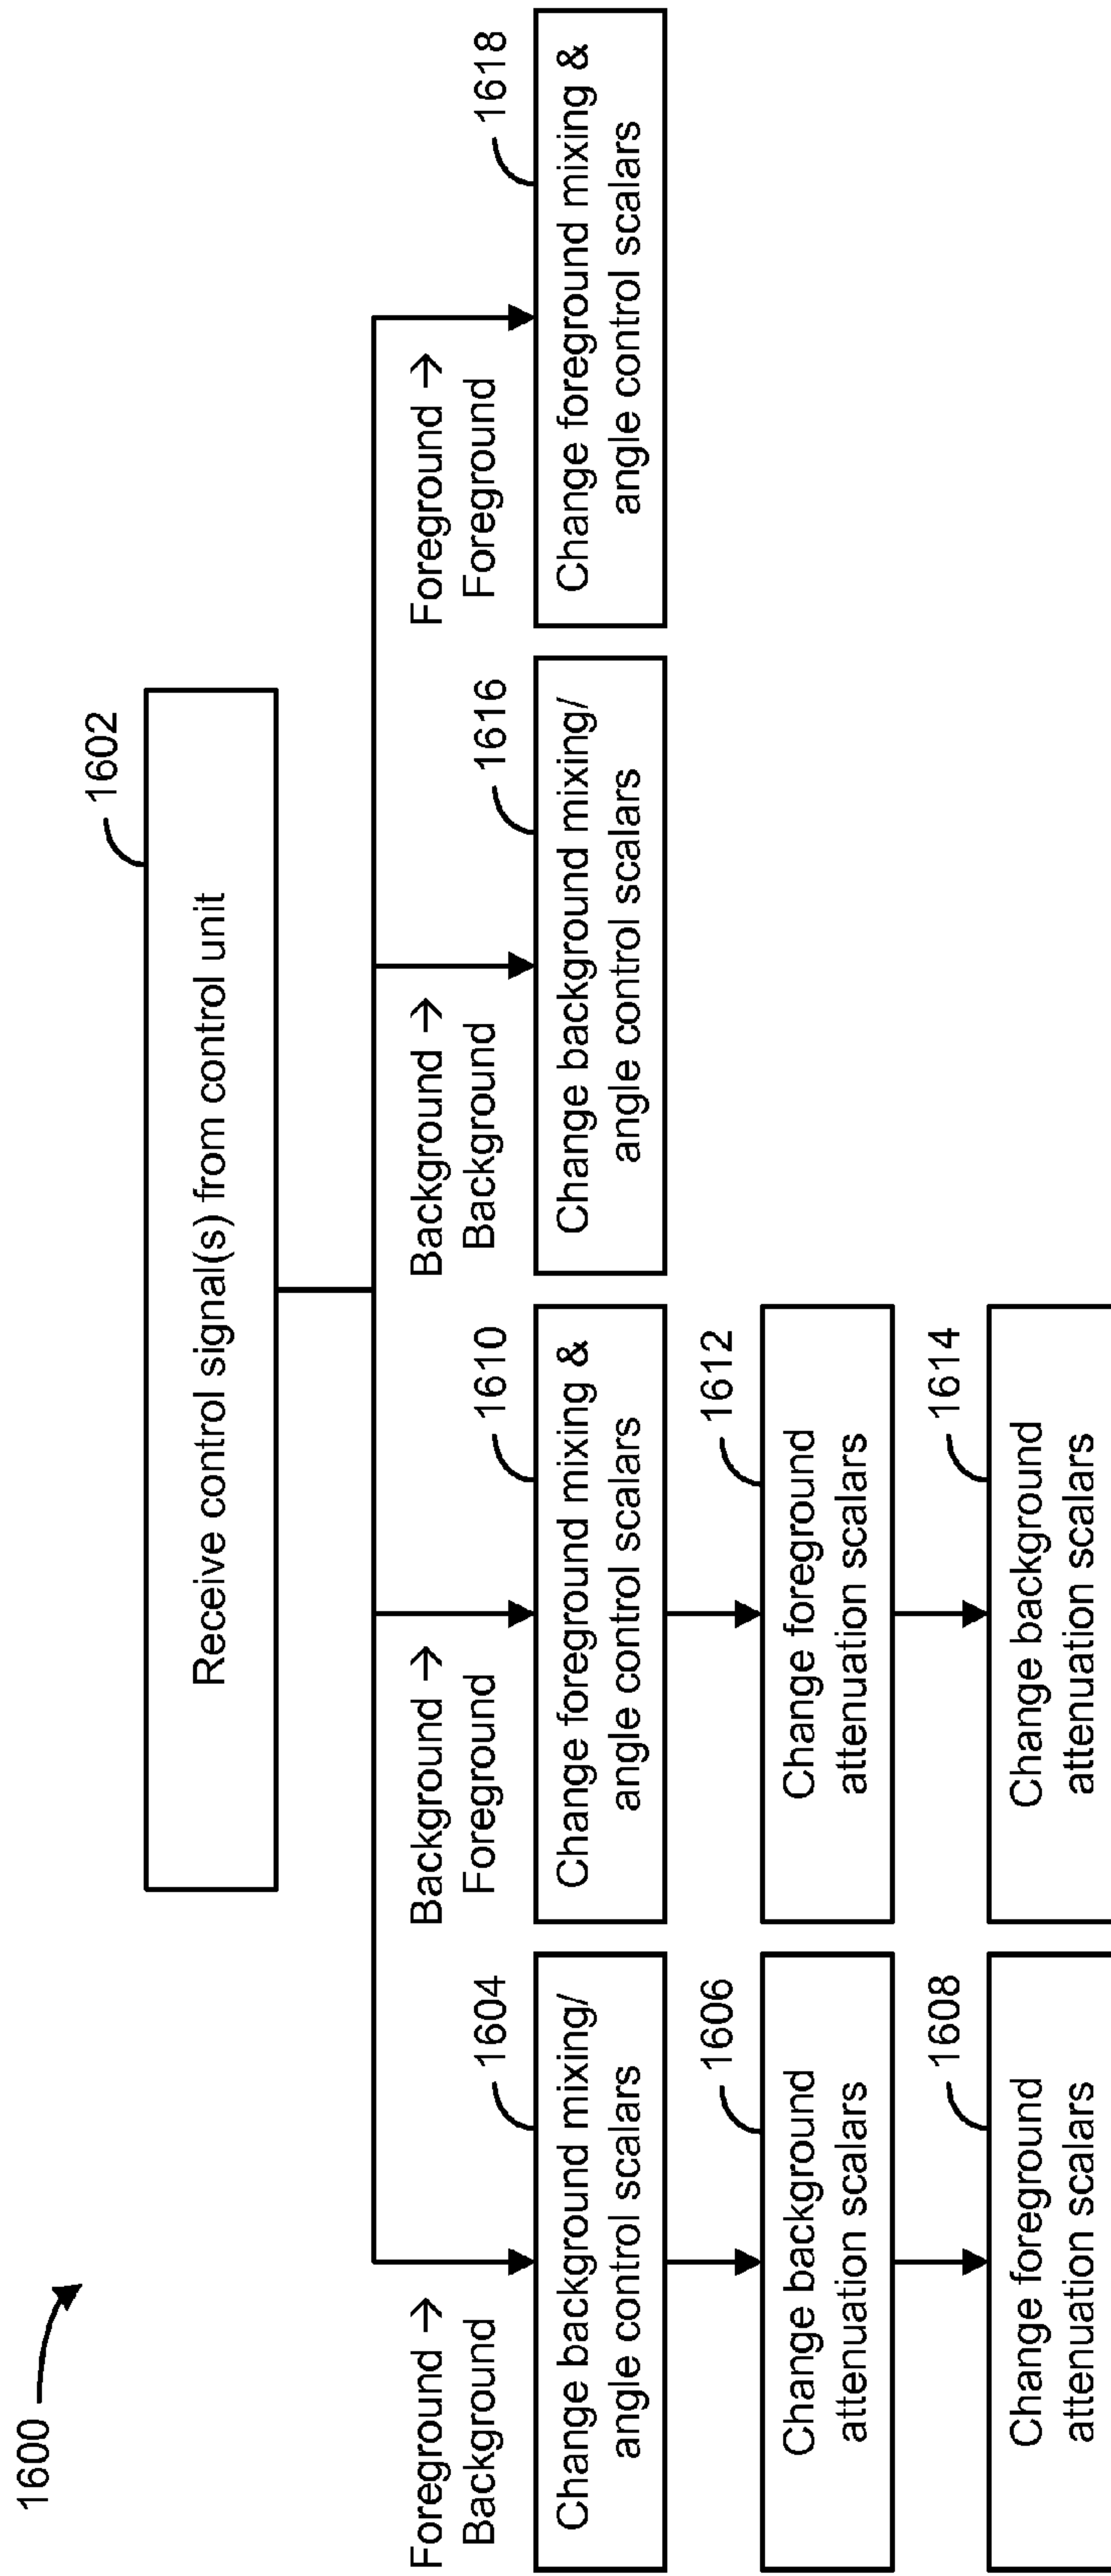 1600
Receive control signal(s) from control unit
1602
Foreground →
Background
Change background mixing/
angle control scalars
1604
Change background
attenuation scalars
1606
Change foreground
attenuation scalars
1608
Background →
Foreground
Change foreground mixing &
angle control scalars
1610
Change foreground
attenuation scalars
1612
Change background
attenuation scalars
1614
Background →
Background
Change background mixing/
angle control scalars
1616
Foreground →
Foreground
Change foreground mixing &
angle control scalars
1618